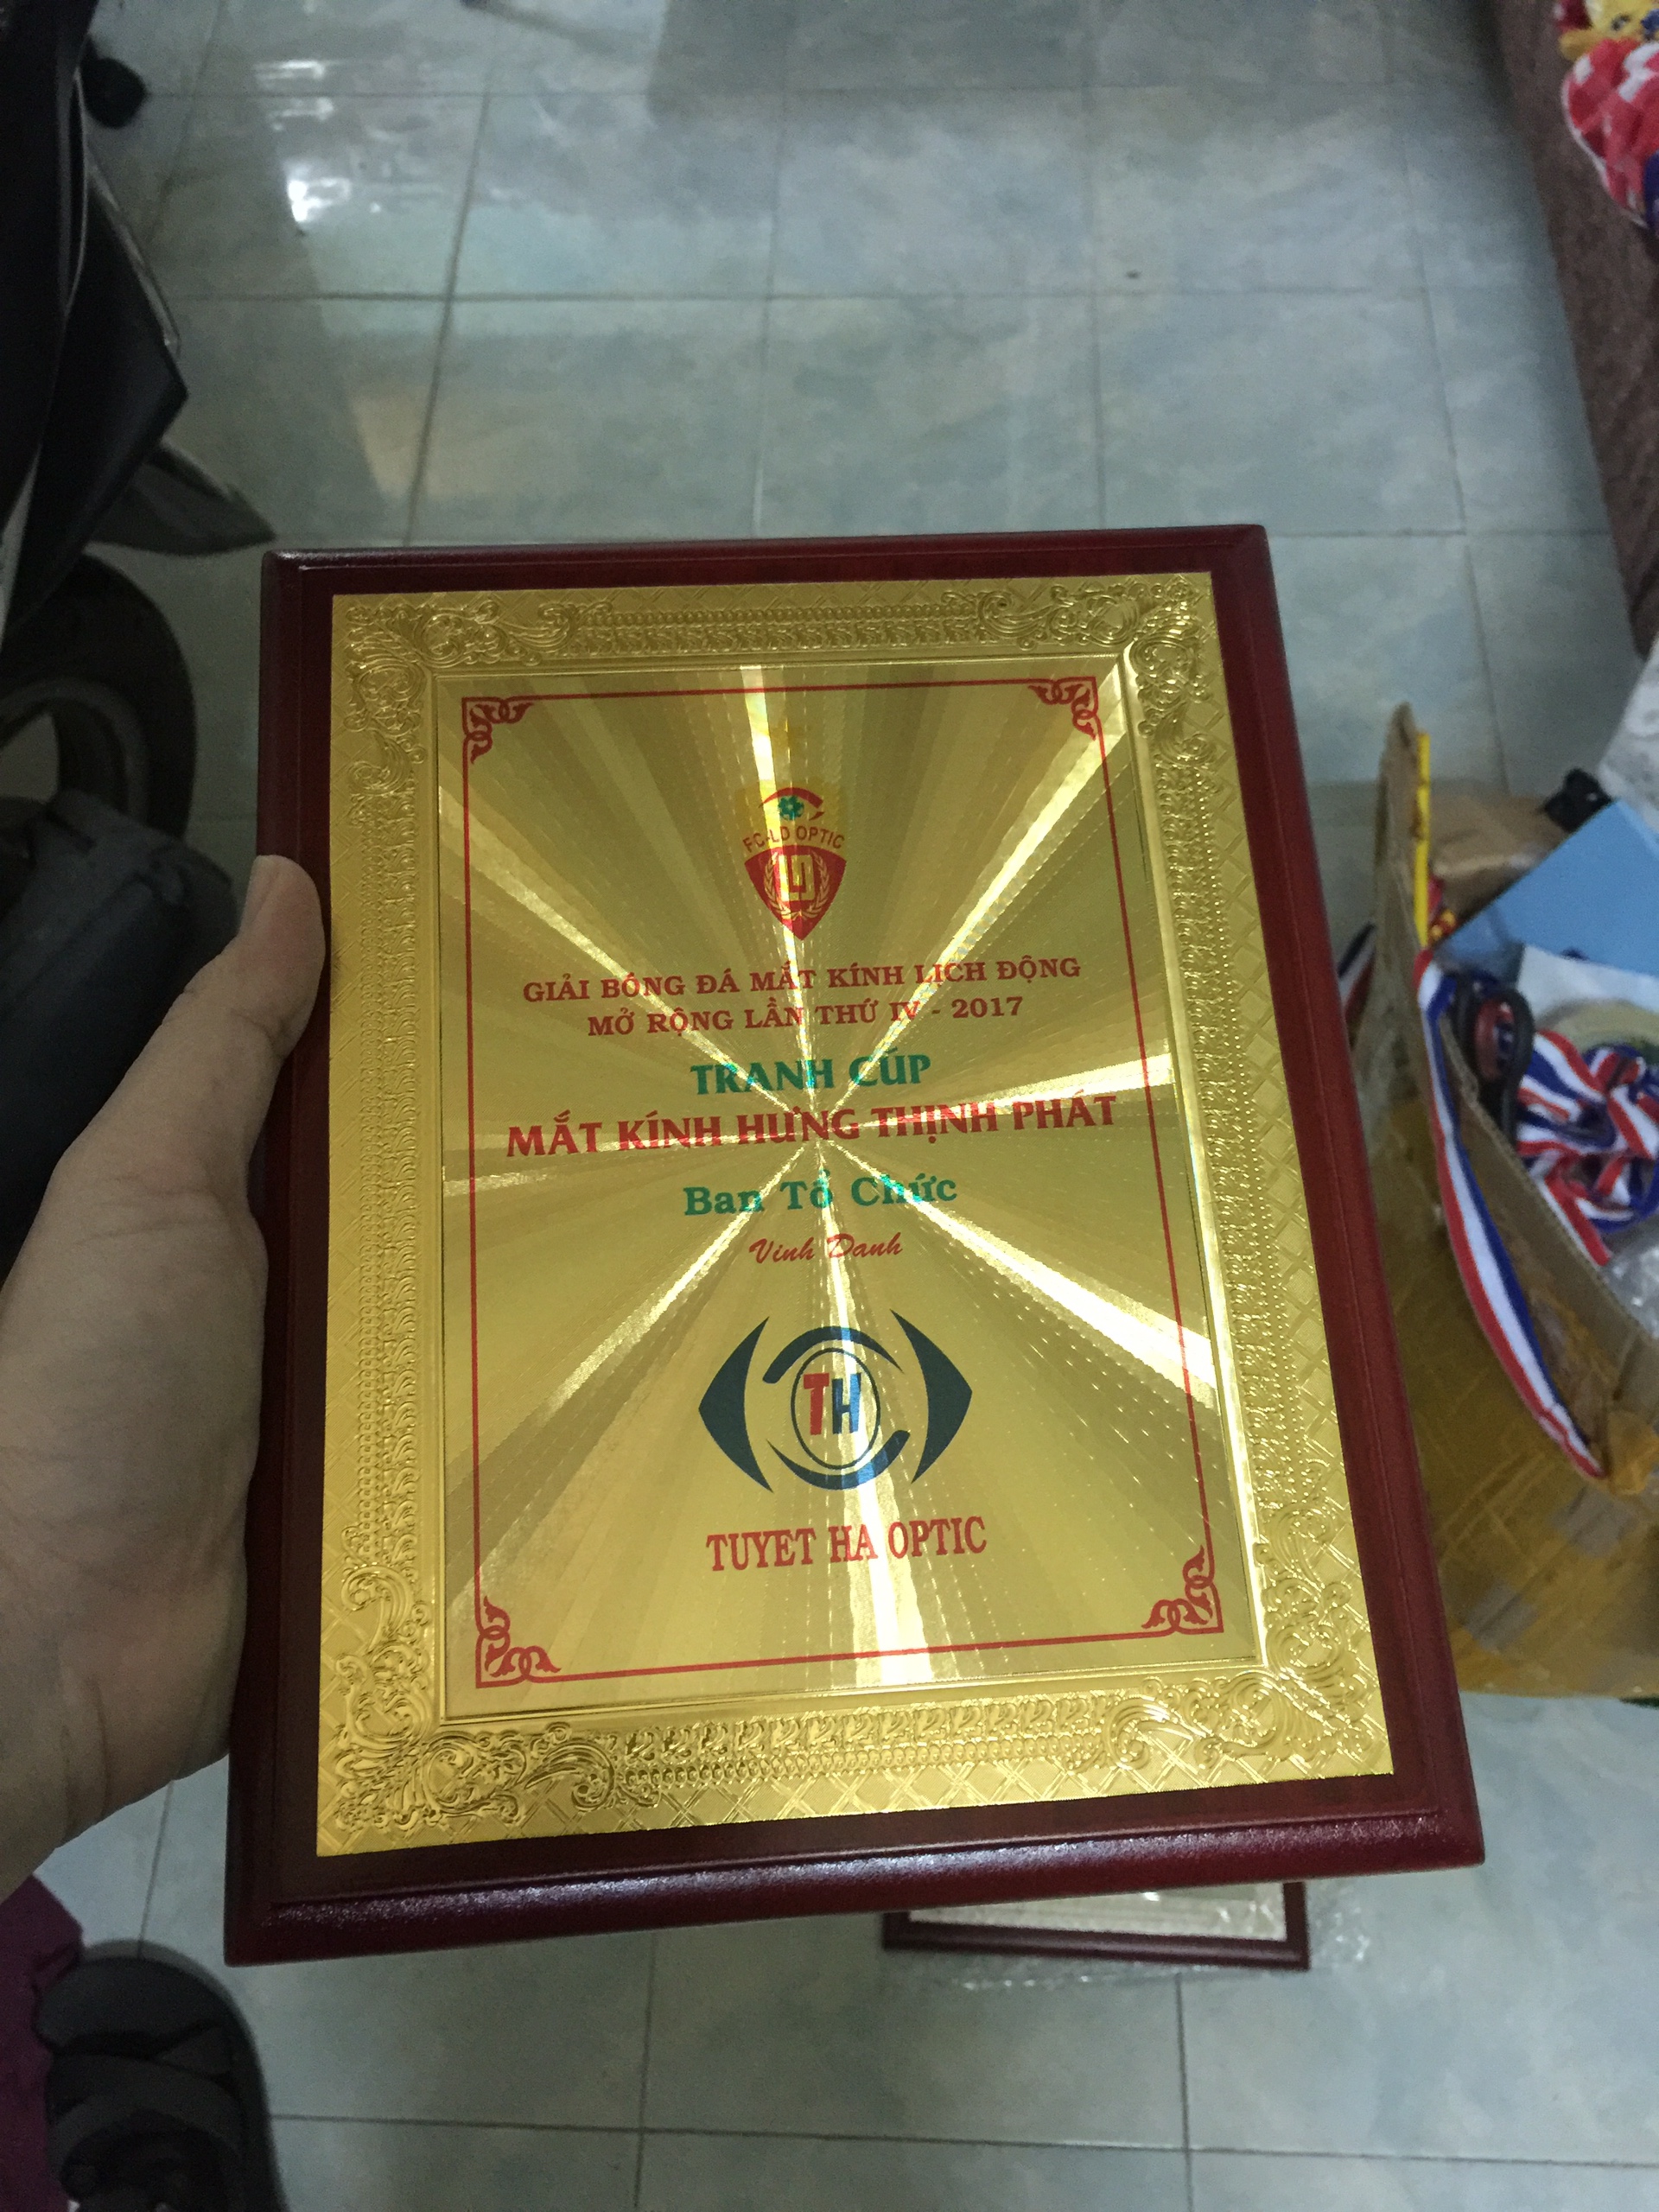 FC-LD OPTIC
LD
GIẢI BÓNG ĐÁ MẮT KÍNH LỊCH ĐỘNG
MỞ RỘNG LẦN THỨ IV - 2017
TRANH CÚP
MẮT KÍNH HƯNG THỊNH PHÁT
Ban Tổ Chức
Vinh Danh
TH
TUYET HA OPTIC